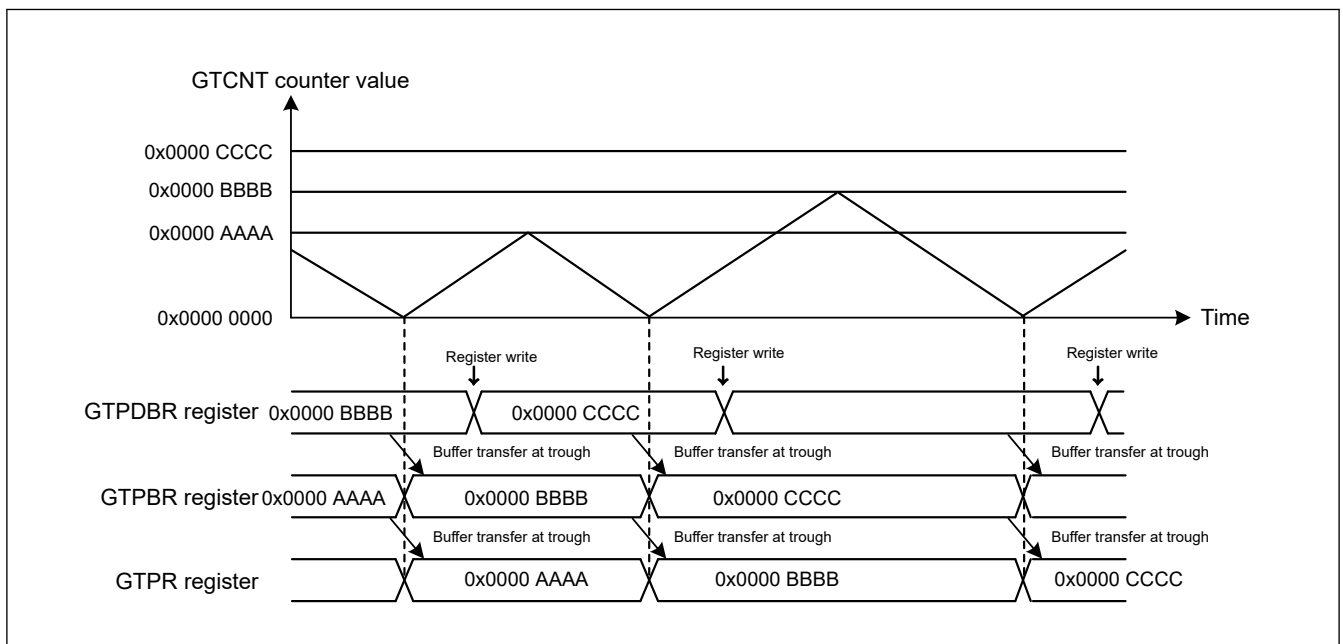 GTCNT counter value
0x0000 CCCC
0x0000 BBBB
0x0000 AAAA
0x0000 0000
Time
Register write Register write Register write
GTPDBR register 0x0000 BBBB 0x0000 CCCC
Buffer transfer at trough Buffer transfer at trough Buffer transfer at trough
GTPBR register 0x0000 AAAA 0x0000 BBBB 0x0000 CCCC
Buffer transfer at trough Buffer transfer at trough Buffer transfer at trough
GTPR register 0x0000 AAAA 0x0000 BBBB 0x0000 CCCC